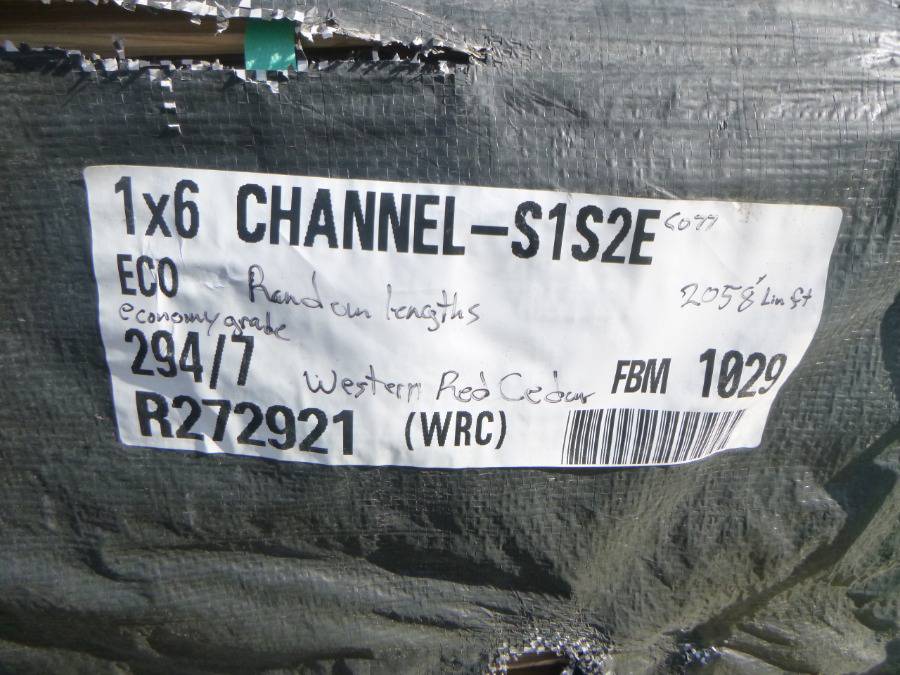 1x6 CHANNEL-S1S2E
ECO Random lengths 2058' Lin ft
economy grade
294/7 Western Red Cedar FBM 1029
R272921 (WRC)